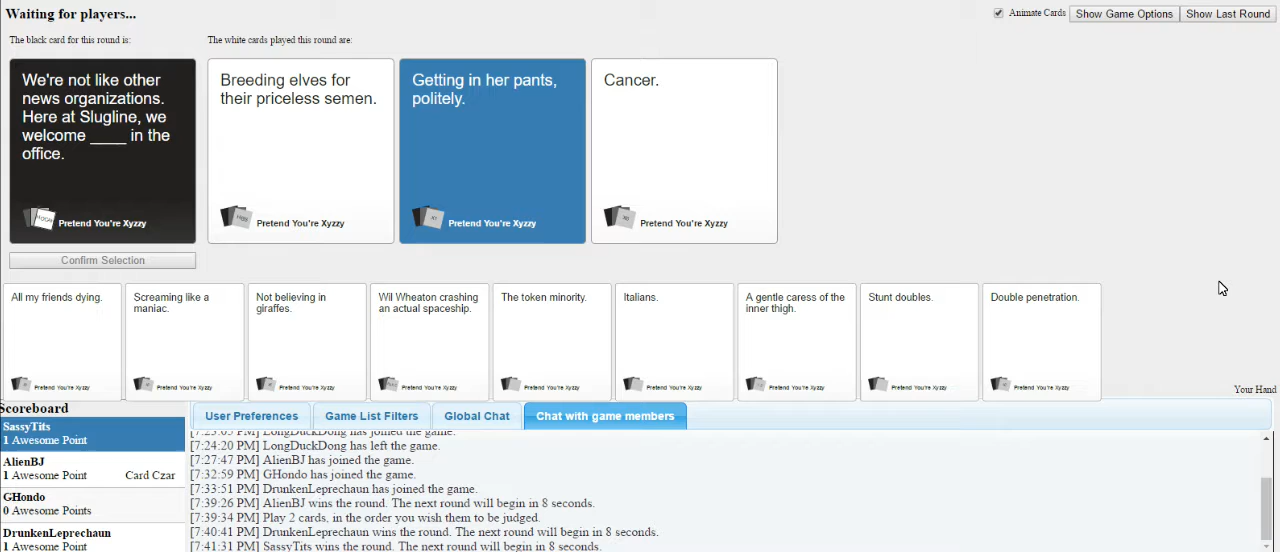 Waiting for players...
Animate Cards
Show Game Options
Show Last Round
The black card for this round is:
The white cards played this round are:
We're not like other
news organizations.
Here at Slugline, we
welcome ____ in the
office.
Pretend You're Xyzzy
Breeding elves for
their priceless semen.
Pretend You're Xyzzy
Getting in her pants,
politely.
Pretend You're Xyzzy
Cancer.
Pretend You're Xyzzy
Confirm Selection
All my friends dying.
Pretend You're Xyzzy
Screaming like a
maniac.
Pretend You're Xyzzy
Not believing in
giraffes.
Pretend You're Xyzzy
Wil Wheaton crashing
an actual spaceship.
Pretend You're Xyzzy
The token minority.
Pretend You're Xyzzy
Italians.
Pretend You're Xyzzy
A gentle caress of the
inner thigh.
Pretend You're Xyzzy
Stunt doubles.
Pretend You're Xyzzy
Double penetration.
Pretend You're Xyzzy
Your Hand
Scoreboard
SassyTits
1 Awesome Point
AlienBJ
1 Awesome Point Card Czar
GHondo
0 Awesome Points
DrunkenLeprechaun
1 Awesome Point
User Preferences
Game List Filters
Global Chat
Chat with game members
LongDuckDong has joined the game.
[7:24:20 PM] LongDuckDong has left the game.
[7:27:47 PM] AlienBJ has joined the game.
[7:32:59 PM] GHondo has joined the game.
[7:33:51 PM] DrunkenLeprechaun has joined the game.
[7:39:26 PM] AlienBJ wins the round. The next round will begin in 8 seconds.
[7:39:34 PM] Play 2 cards, in the order you wish them to be judged.
[7:40:41 PM] DrunkenLeprechaun wins the round. The next round will begin in 8 seconds.
[7:41:31 PM] SassyTits wins the round. The next round will begin in 8 seconds.